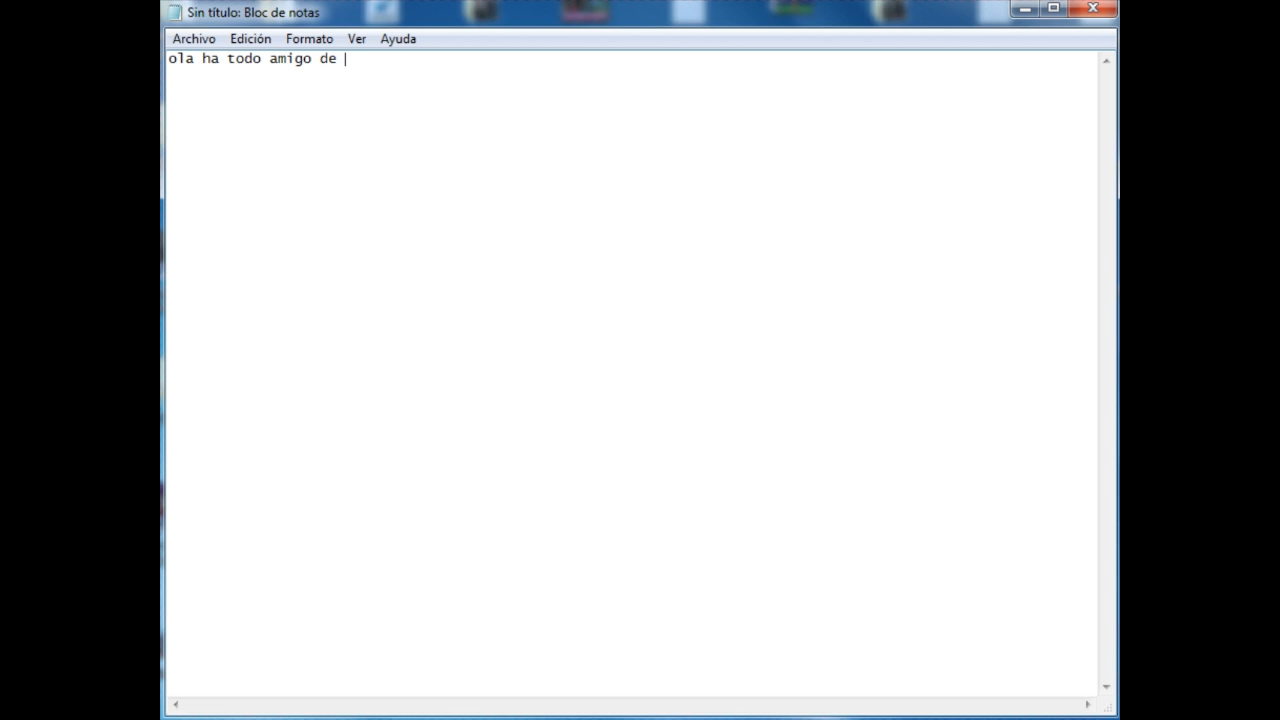 Sin título: Bloc de notas
Archivo Edición Formato Ver Ayuda
ola ha todo amigo de